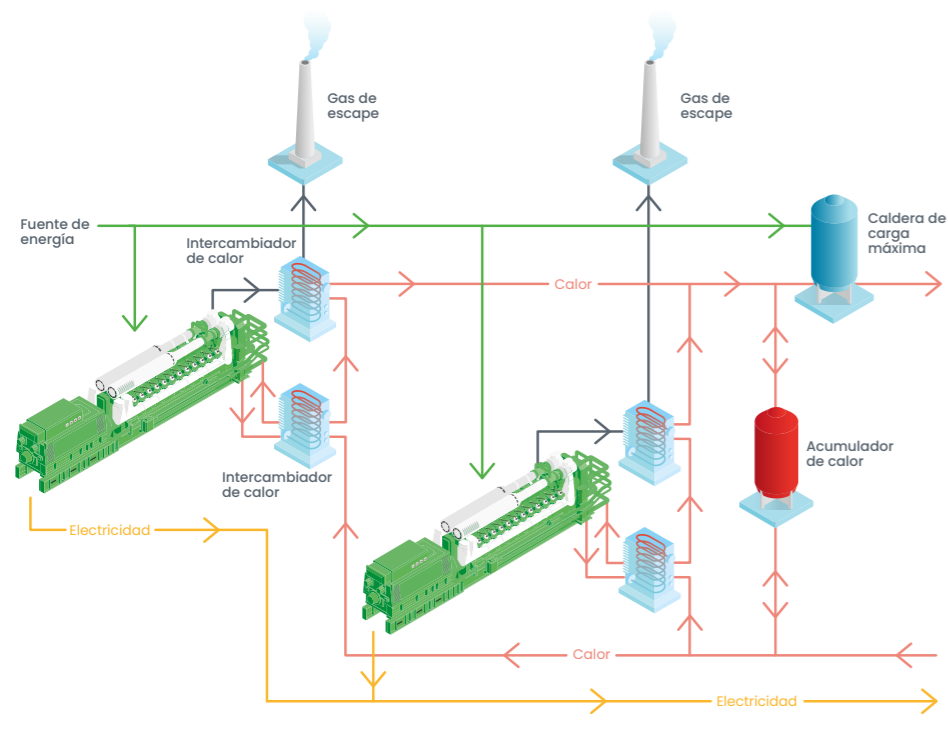 Gas de
escape
Gas de
escape
Fuente de
energía
Intercambiador
de calor
Caldera de
carga
máxima
Calor
Acumulador
de calor
Intercambiador
de calor
Electricidad
Calor
Electricidad